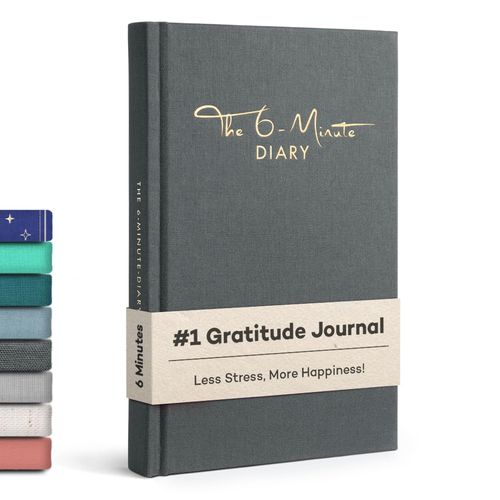 The 6-Minute
DIARY
THE 6-MINUTE-DIARY
#1 Gratitude Journal
Less Stress, More Happiness!
6 Minutes